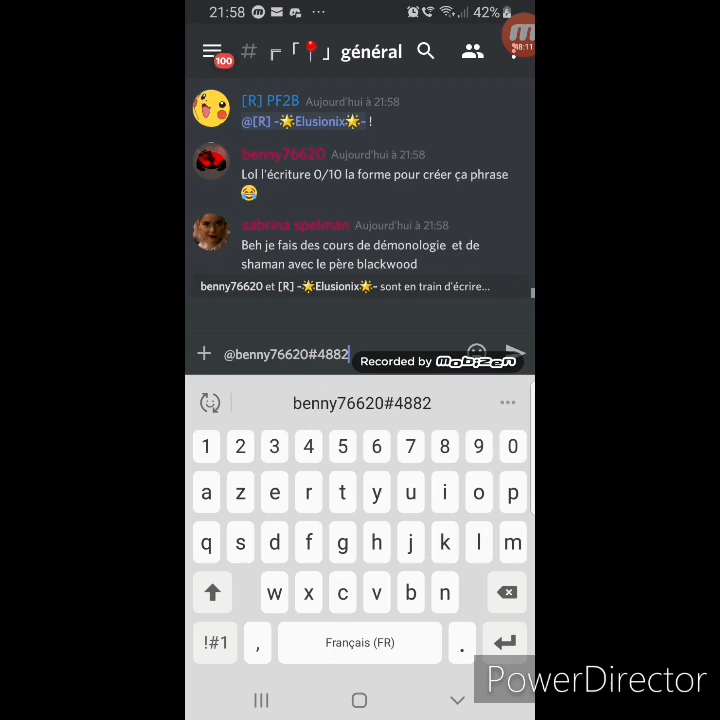 21:58 42%
100 # ╔「📍」général 48:11
[R] PF2B Aujourd'hui à 21:58
@[R] -🌟Elusionix🌟- !
benny76620 Aujourd'hui à 21:58
Lol l'écriture 0/10 la forme pour créer ça phrase
😂
sabrina spelman Aujourd'hui à 21:58
Beh je fais des cours de démonologie et de
shaman avec le père blackwood
benny76620 et [R] -🌟Elusionix🌟- sont en train d'écrire...
@benny76620#4882 Recorded by mobizen
benny76620#4882
1 2 3 4 5 6 7 8 9 0
a z e r t y u i o p
q s d f g h j k l m
w x c v b n
!#1 , Français (FR) .
PowerDirector